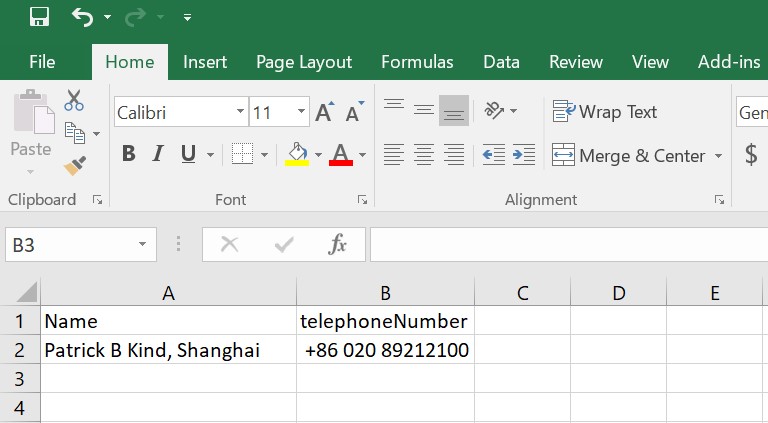 File Home Insert Page Layout Formulas Data Review View Add-ins
Calibri 11 A A Wrap Text Gen
Paste B I U A Merge & Center $
Clipboard Font Alignment
B3 fx
A B C D E
1 Name telephoneNumber
2 Patrick B Kind, Shanghai +86 020 89212100
3
4